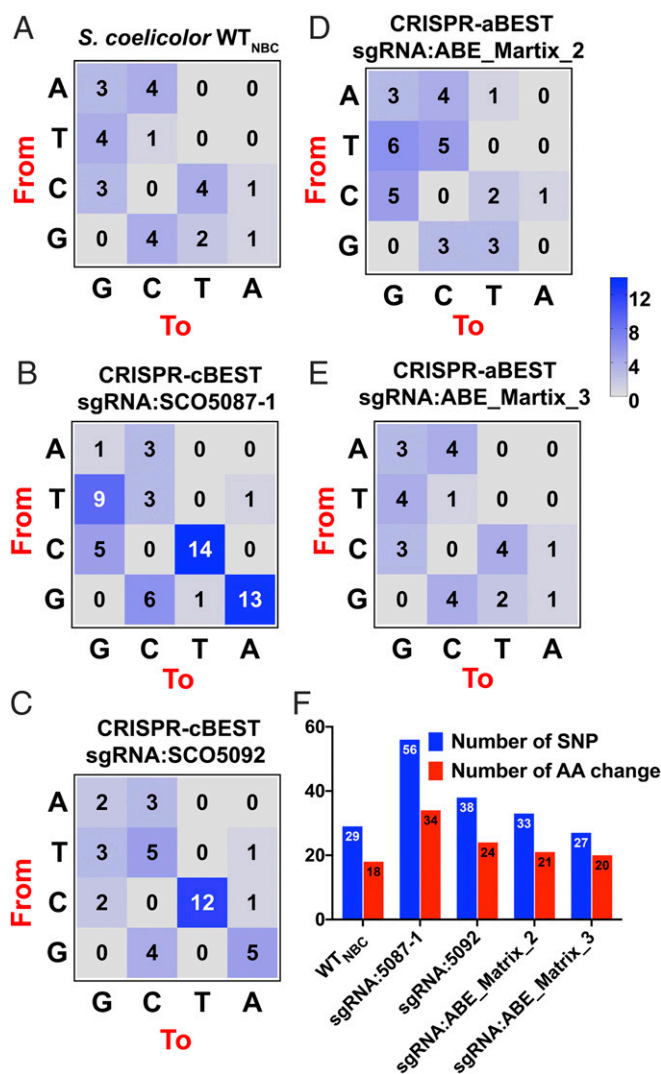 A
S. coelicolor WT NBC
A 3 4 0 0
T 4 1 0 0
C 3 0 4 1
G 0 4 2 1
G C T A
From
To
D
CRISPR-aBEST
sgRNA:ABE_Martix_2
A 3 4 1 0
T 6 5 0 0
C 5 0 2 1
G 0 3 3 0
G C T A
From
To
12
8
4
0
B
CRISPR-cBEST
sgRNA:SCO5087-1
A 1 3 0 0
T 9 3 0 1
C 5 0 14 0
G 0 6 1 13
G C T A
From
To
E
CRISPR-aBEST
sgRNA:ABE_Martix_3
A 3 4 0 0
T 4 1 0 0
C 3 0 4 1
G 0 4 2 1
G C T A
From
To
C
CRISPR-cBEST
sgRNA:SCO5092
A 2 3 0 0
T 3 5 0 1
C 2 0 12 1
G 0 4 0 5
G C T A
From
To
F
60
40
20
0
Number of SNP
Number of AA change
29 18
56 34
38 24
33 21
27 20
WT NBC
sgRNA:5087-1
sgRNA:5092
sgRNA:ABE_Matrix_2
sgRNA:ABE_Matrix_3